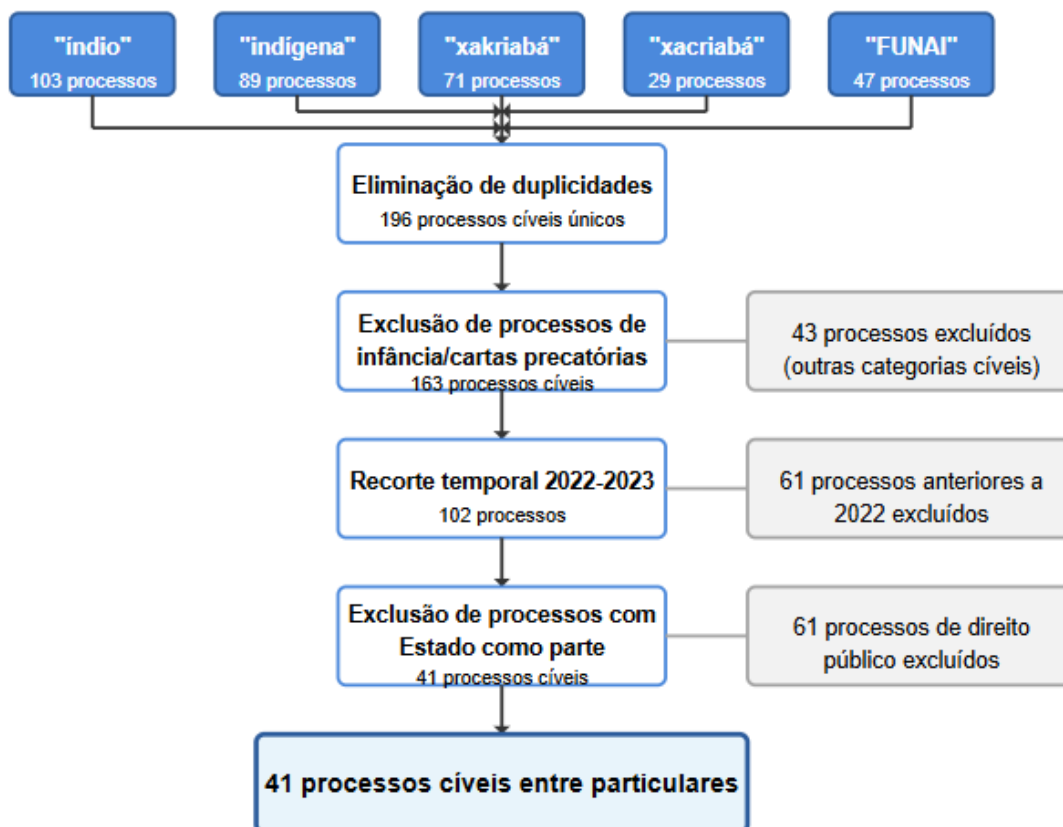 "índio"
103 processos
"indígena"
89 processos
"xakriabá"
71 processos
"xacriabá"
29 processos
"FUNAI"
47 processos
Eliminação de duplicidades
196 processos cíveis únicos
Exclusão de processos de
infância/cartas precatórias
163 processos cíveis
43 processos excluídos
(outras categorias cíveis)
Recorte temporal 2022-2023
102 processos
61 processos anteriores a
2022 excluídos
Exclusão de processos com
Estado como parte
41 processos cíveis
61 processos de direito
público excluídos
41 processos cíveis entre particulares